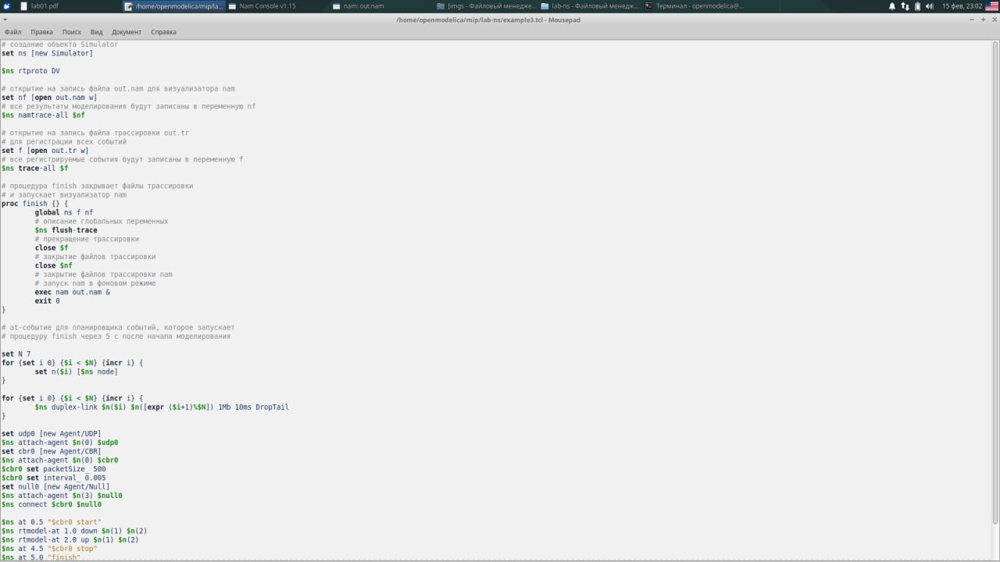 lab01.pdf
/home/openmodelica/mip/la...
Nam Console v1.15
nam: out.nam
[imgs - Файловый менедже...
lab-ns - Файловый менедж...
Терминал - openmodelica@...
15 фев, 23:02
/home/openmodelica/mip/lab-ns/example3.tcl - Mousepad
Файл Правка Поиск Вид Документ Справка
# создание объекта Simulator
set ns [new Simulator]
$ns rtproto DV
# открытие на запись файла out.nam для визуализатора nam
set nf [open out.nam w]
# все результаты моделирования будут записаны в переменную nf
$ns namtrace-all $nf
# открытие на запись файла трассировки out.tr
# для регистрации всех событий
set f [open out.tr w]
# все регистрируемые события будут записаны в переменную f
$ns trace-all $f
# процедура finish закрывает файлы трассировки
# и запускает визуализатор nam
proc finish {} {
global ns f nf
# описание глобальных переменных
$ns flush-trace
# прекращение трассировки
close $f
# закрытие файлов трассировки
close $nf
# закрытие файлов трассировки nam
# запуск nam в фоновом режиме
exec nam out.nam &
exit 0
}
# at-событие для планировщика событий, которое запускает
# процедуру finish через 5 с после начала моделирования
set N 7
for {set i 0} {$i < $N} {incr i} {
set n($i) [$ns node]
}
for {set i 0} {$i < $N} {incr i} {
$ns duplex-link $n($i) $n([expr ($i+1)%$N]) 1Mb 10ms DropTail
}
set udp0 [new Agent/UDP]
$ns attach-agent $n(0) $udp0
set cbr0 [new Agent/CBR]
$ns attach-agent $n(0) $cbr0
$cbr0 set packetSize_ 500
$cbr0 set interval_ 0.005
set null0 [new Agent/Null]
$ns attach-agent $n(3) $null0
$ns connect $cbr0 $null0
$ns at 0.5 "$cbr0 start"
$ns rtmodel-at 1.0 down $n(1) $n(2)
$ns rtmodel-at 2.0 up $n(1) $n(2)
$ns at 4.5 "$cbr0 stop"
$ns at 5.0 "finish"